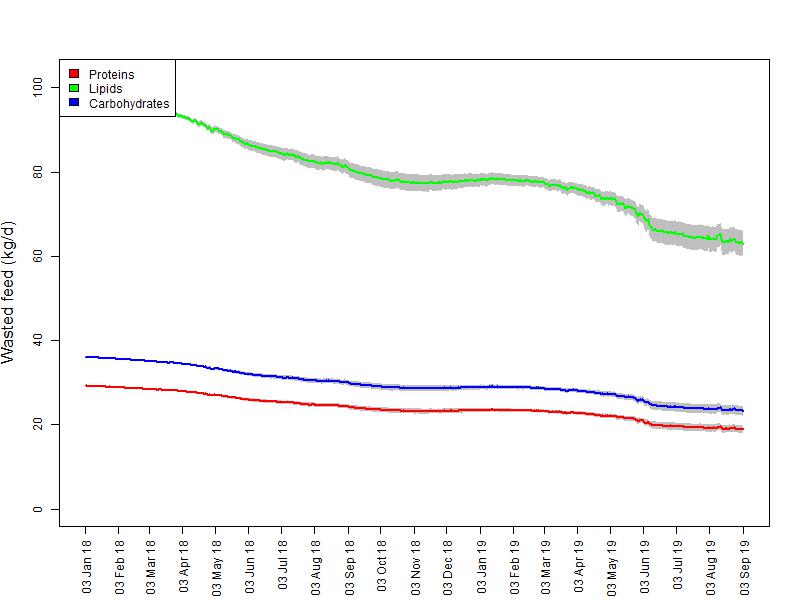 Proteins
Lipids
Carbohydrates
Wasted feed (kg/d)
100
80
60
40
20
0
03 Jan 18
03 Feb 18
03 Mar 18
03 Apr 18
03 May 18
03 Jun 18
03 Jul 18
03 Aug 18
03 Sep 18
03 Oct 18
03 Nov 18
03 Dec 18
03 Jan 19
03 Feb 19
03 Mar 19
03 Apr 19
03 May 19
03 Jun 19
03 Jul 19
03 Aug 19
03 Sep 19